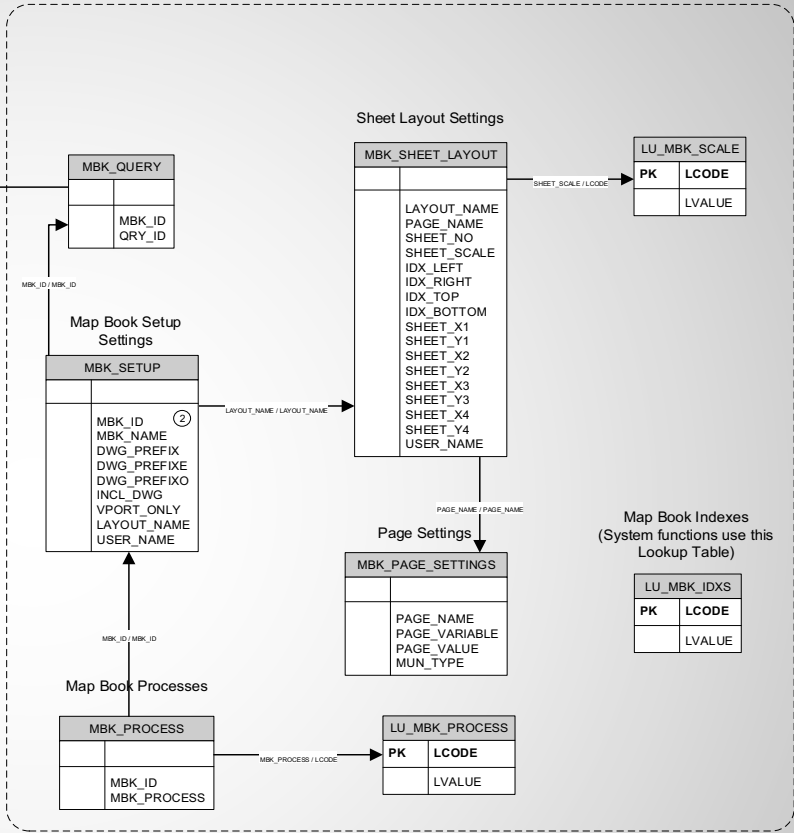 Sheet Layout Settings
MBK_SHEET_LAYOUT
LAYOUT_NAME
PAGE_NAME
SHEET_NO
SHEET_SCALE
IDX_LEFT
IDX_RIGHT
IDX_TOP
IDX_BOTTOM
SHEET_X1
SHEET_Y1
SHEET_X2
SHEET_Y2
SHEET_X3
SHEET_Y3
SHEET_X4
SHEET_Y4
USER_NAME
SHEET_SCALE / LCODE
LU_MBK_SCALE
PK LCODE
LVALUE
MBK_QUERY
MBK_ID
QRY_ID
MBK_ID / MBK_ID
Map Book Setup
Settings
MBK_SETUP
MBK_ID 2
MBK_NAME
DWG_PREFIX
DWG_PREFIXE
DWG_PREFIXO
INCL_DWG
VPORT_ONLY
LAYOUT_NAME
USER_NAME
LAYOUT_NAME / LAYOUT_NAME
PAGE_NAME / PAGE_NAME
Page Settings
MBK_PAGE_SETTINGS
PAGE_NAME
PAGE_VARIABLE
PAGE_VALUE
MUN_TYPE
Map Book Indexes
(System functions use this
Lookup Table)
LU_MBK_IDXS
PK LCODE
LVALUE
MBK_ID / MBK_ID
Map Book Processes
MBK_PROCESS
MBK_ID
MBK_PROCESS
MBK_PROCESS / LCODE
LU_MBK_PROCESS
PK LCODE
LVALUE